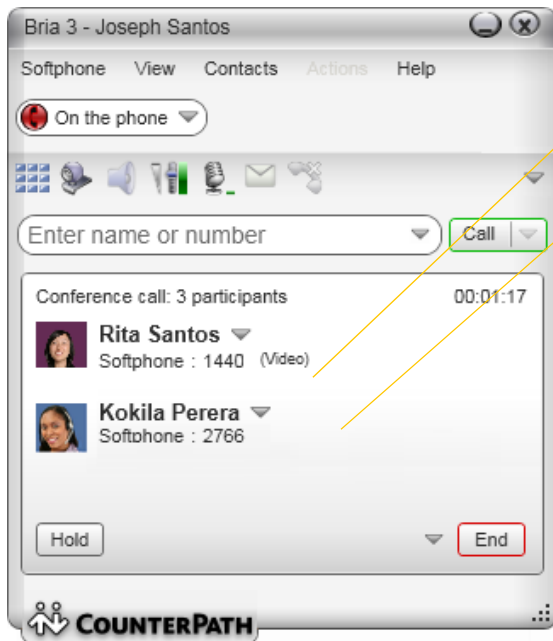 Bria 3 - Joseph Santos
Softphone View Contacts Actions Help
On the phone
Enter name or number Call
Conference call: 3 participants 00:01:17
Rita Santos
Softphone : 1440 (Video)
Kokila Perera
Softphone : 2766
Hold End
COUNTERPATH